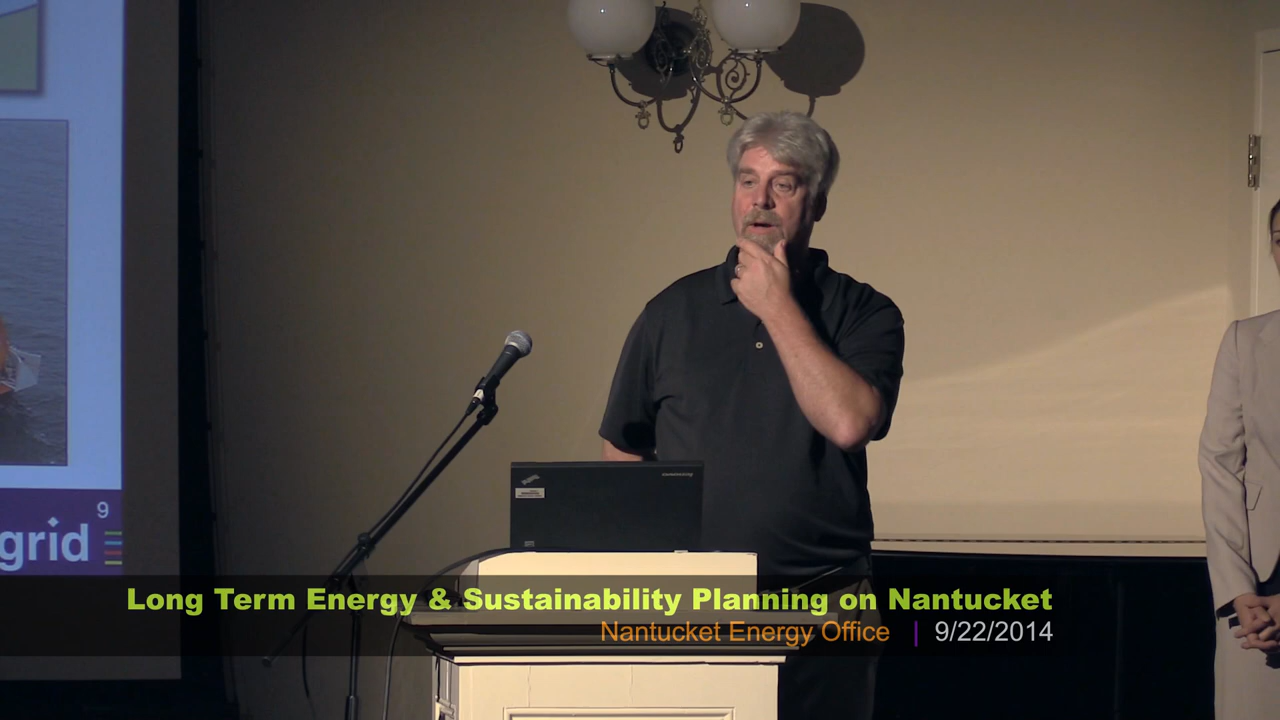 9
grid
Long Term Energy & Sustainability Planning on Nantucket
Nantucket Energy Office | 9/22/2014